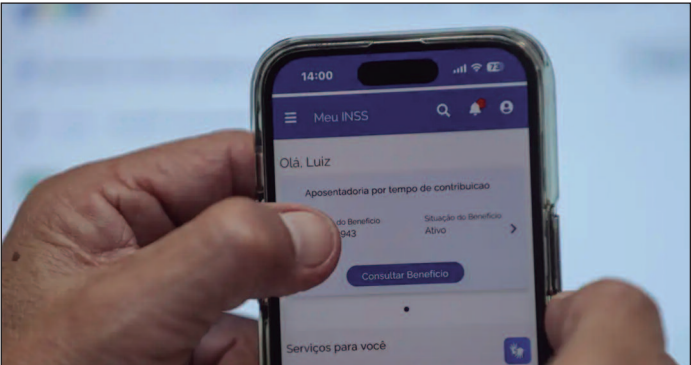 14:00
73
Meu INSS
Olá, Luiz
Aposentadoria por tempo de contribuicao
do Benefício
Situação do Benefício
943
Ativo
Consultar Benefício
Serviços para você